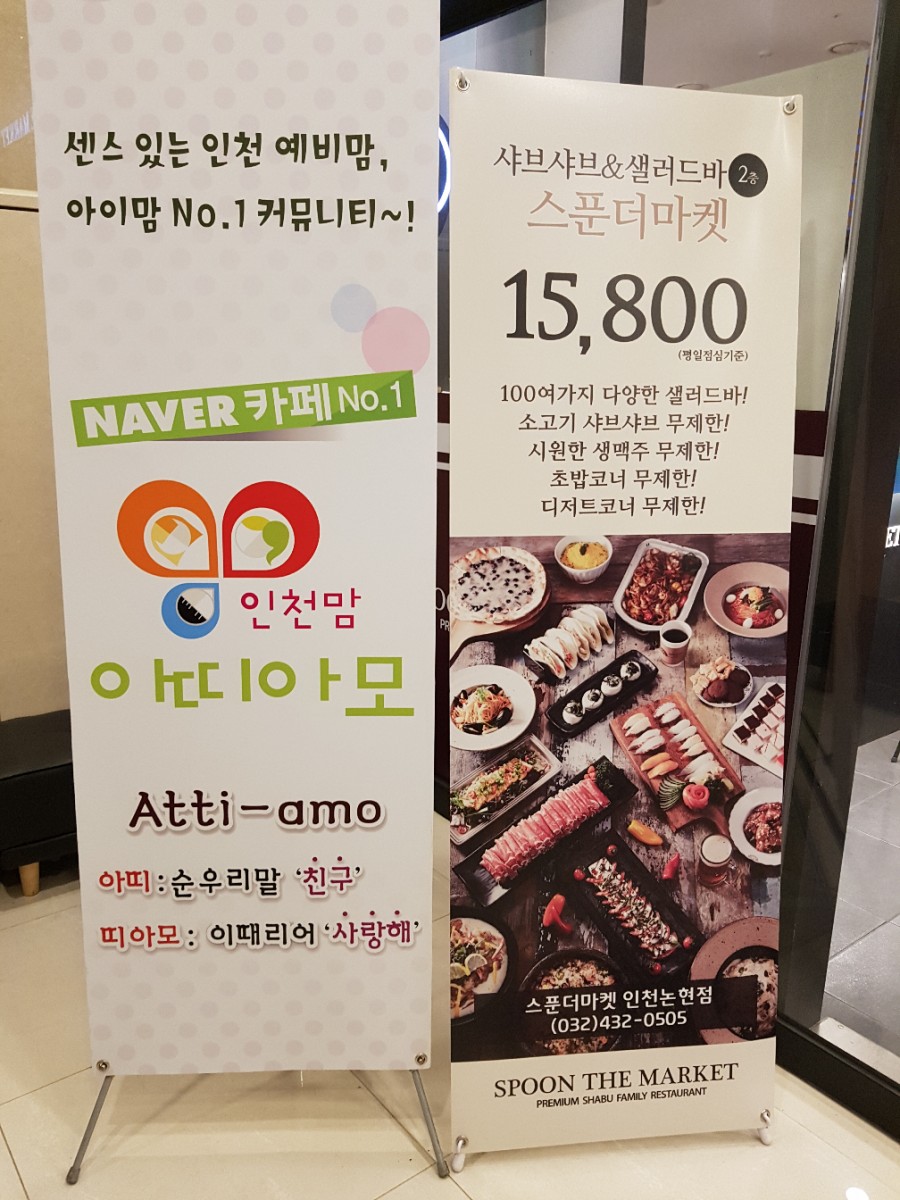 센스 있는 인천 예비맘,
아이맘 No.1 커뮤니티~!
NAVER 카페 No.1
인천맘
아띠아모
Atti-amo
아띠 : 순우리말 '친구'
띠아모 : 이태리어 '사랑해'
샤브샤브&샐러드바 2층
스푼더마켓
15,800
(평일점심기준)
100여가지 다양한 샐러드바!
소고기 샤브샤브 무제한!
시원한 생맥주 무제한!
초밥코너 무제한!
디저트코너 무제한!
스푼더마켓 인천논현점
(032)432-0505
SPOON THE MARKET
PREMIUM SHABU FAMILY RESTAURANT